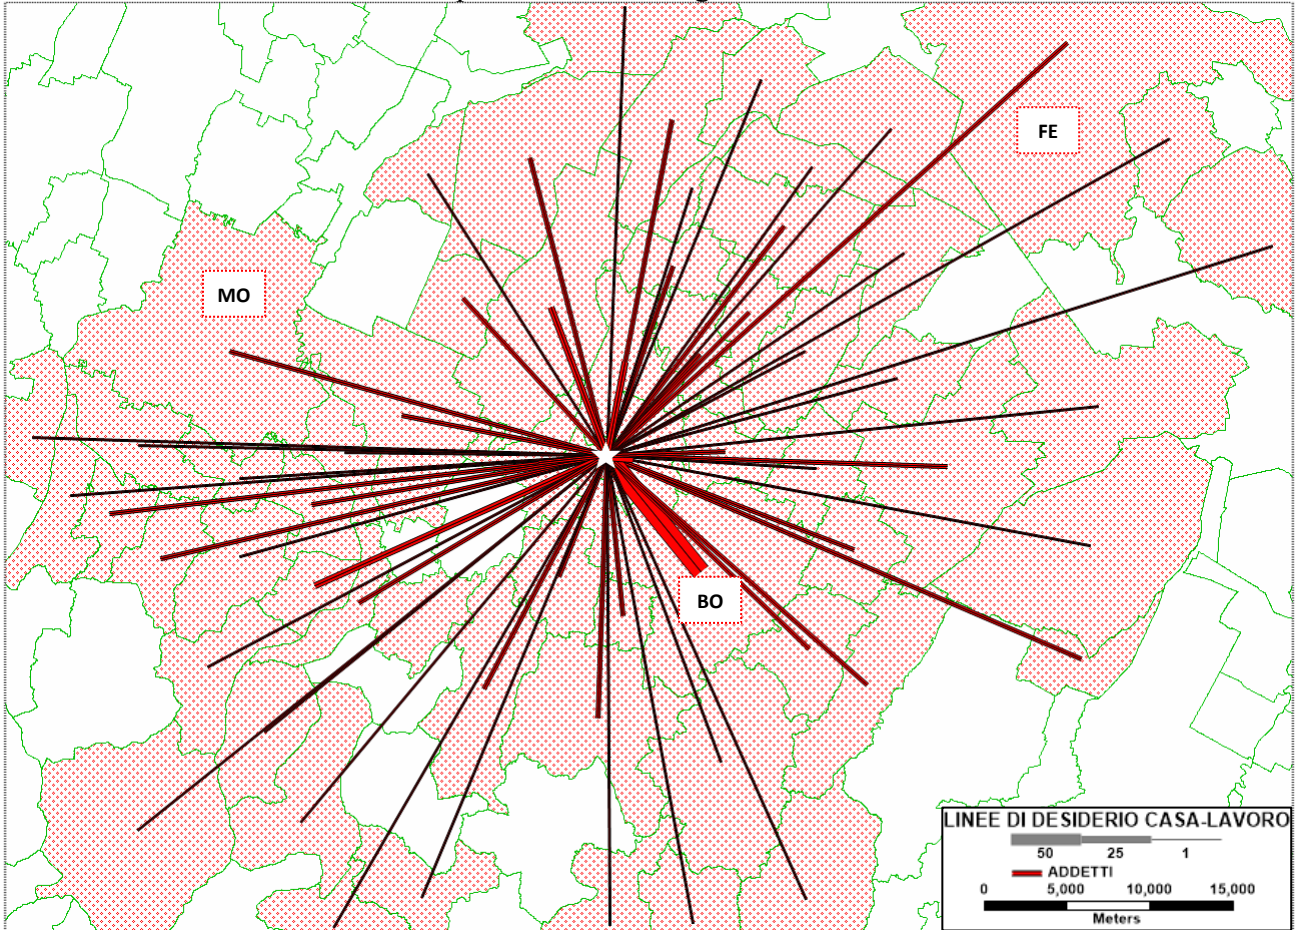 FE
MO
BO
LINEE DI DESIDERIO CASA-LAVORO
50 25 1
ADDETTI
0 5,000 10,000 15,000
Meters